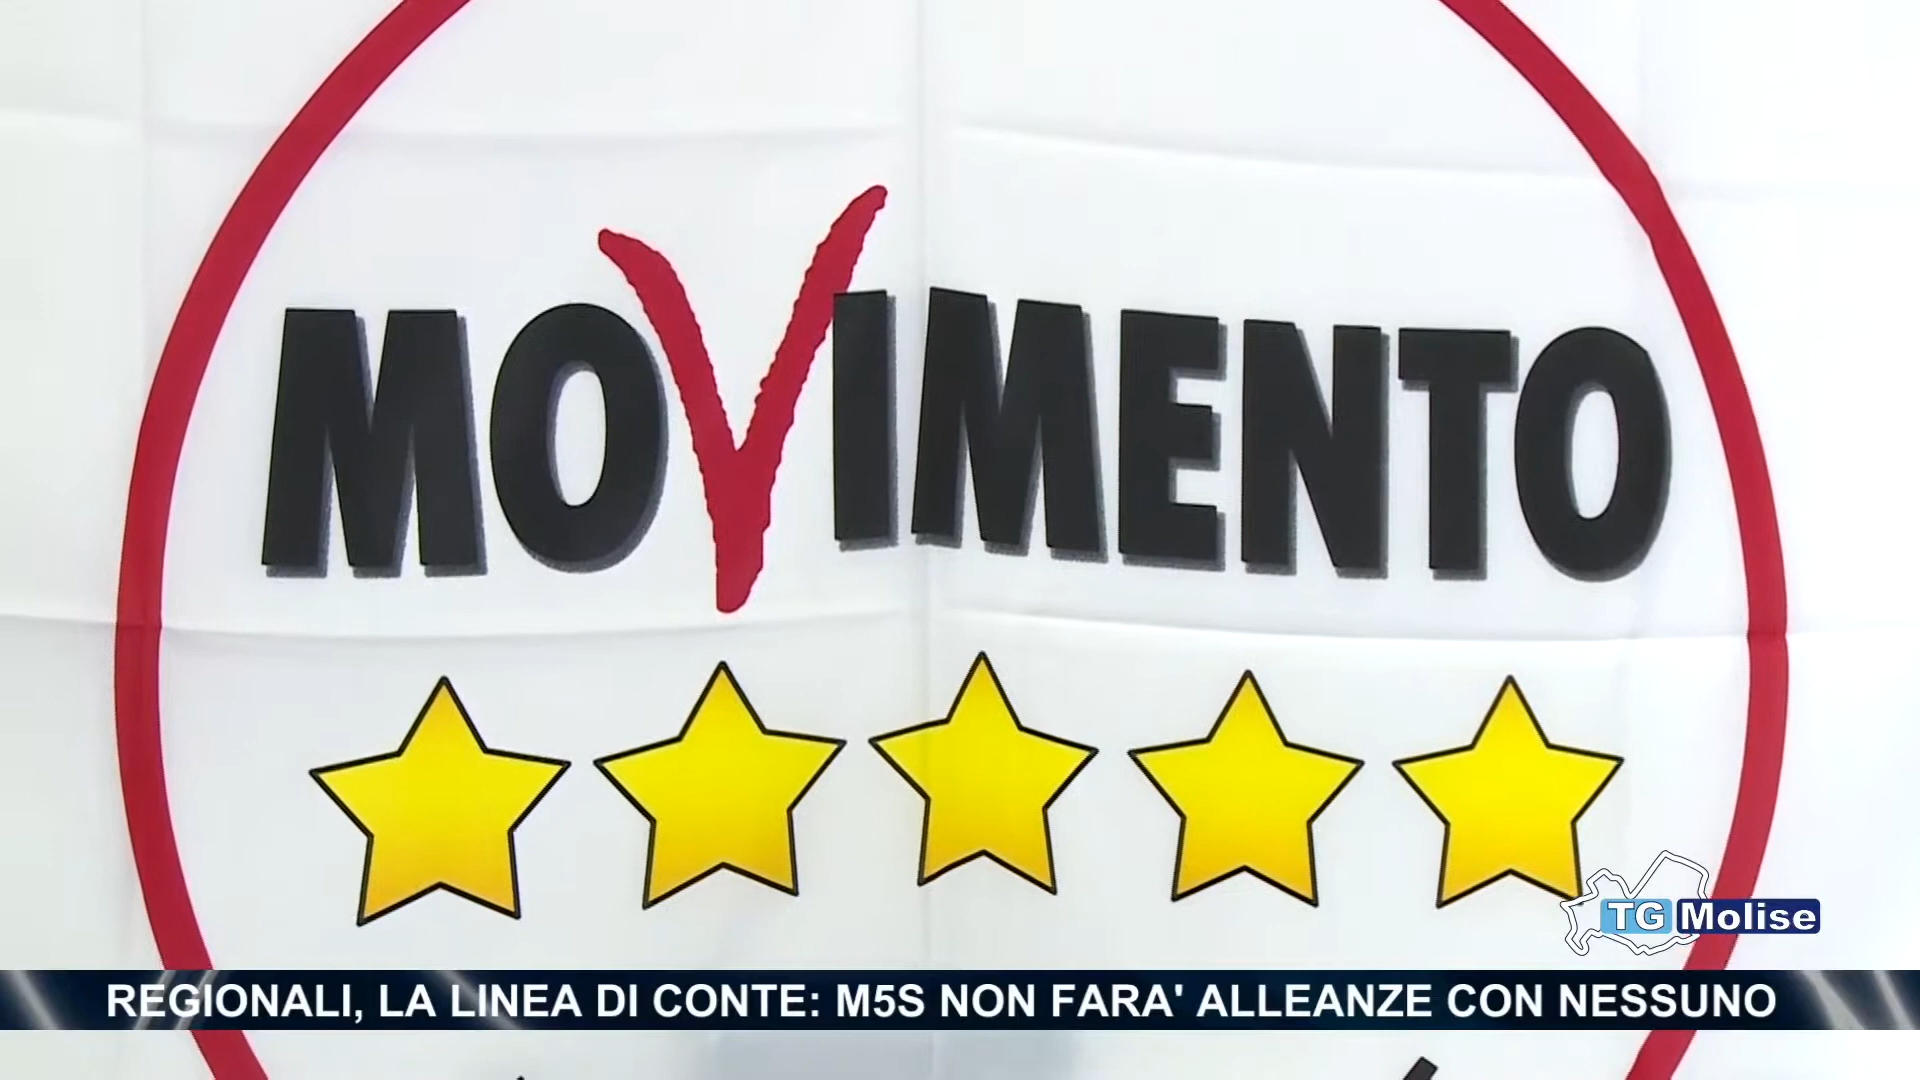 MOVIMENTO
TG Molise
REGIONALI, LA LINEA DI CONTE: M5S NON FARA' ALLEANZE CON NESSUNO